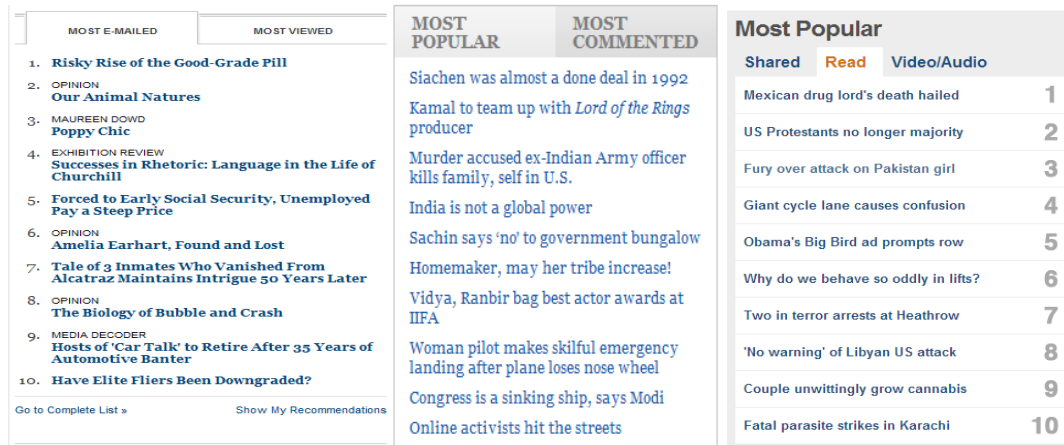 MOST E-MAILED
MOST VIEWED
1. Risky Rise of the Good-Grade Pill
2. OPINION
Our Animal Natures
3. MAUREEN DOWD
Poppy Chic
4. EXHIBITION REVIEW
Successes in Rhetoric: Language in the Life of
Churchill
5. Forced to Early Social Security, Unemployed
Pay a Steep Price
6. OPINION
Amelia Earhart, Found and Lost
7. Tale of 3 Inmates Who Vanished From
Alcatraz Maintains Intrigue 50 Years Later
8. OPINION
The Biology of Bubble and Crash
9. MEDIA DECODER
Hosts of 'Car Talk' to Retire After 35 Years of
Automotive Banter
10. Have Elite Fliers Been Downgraded?
Go to Complete List »
Show My Recommendations
MOST
POPULAR
MOST
COMMENTED
Siachen was almost a done deal in 1992
Kamal to team up with Lord of the Rings
producer
Murder accused ex-Indian Army officer
kills family, self in U.S.
India is not a global power
Sachin says ‘no’ to government bungalow
Homemaker, may her tribe increase!
Vidya, Ranbir bag best actor awards at
IIFA
Woman pilot makes skilful emergency
landing after plane loses nose wheel
Congress is a sinking ship, says Modi
Online activists hit the streets
Most Popular
Shared Read Video/Audio
Mexican drug lord's death hailed 1
US Protestants no longer majority 2
Fury over attack on Pakistan girl 3
Giant cycle lane causes confusion 4
Obama's Big Bird ad prompts row 5
Why do we behave so oddly in lifts? 6
Two in terror arrests at Heathrow 7
'No warning' of Libyan US attack 8
Couple unwittingly grow cannabis 9
Fatal parasite strikes in Karachi 10